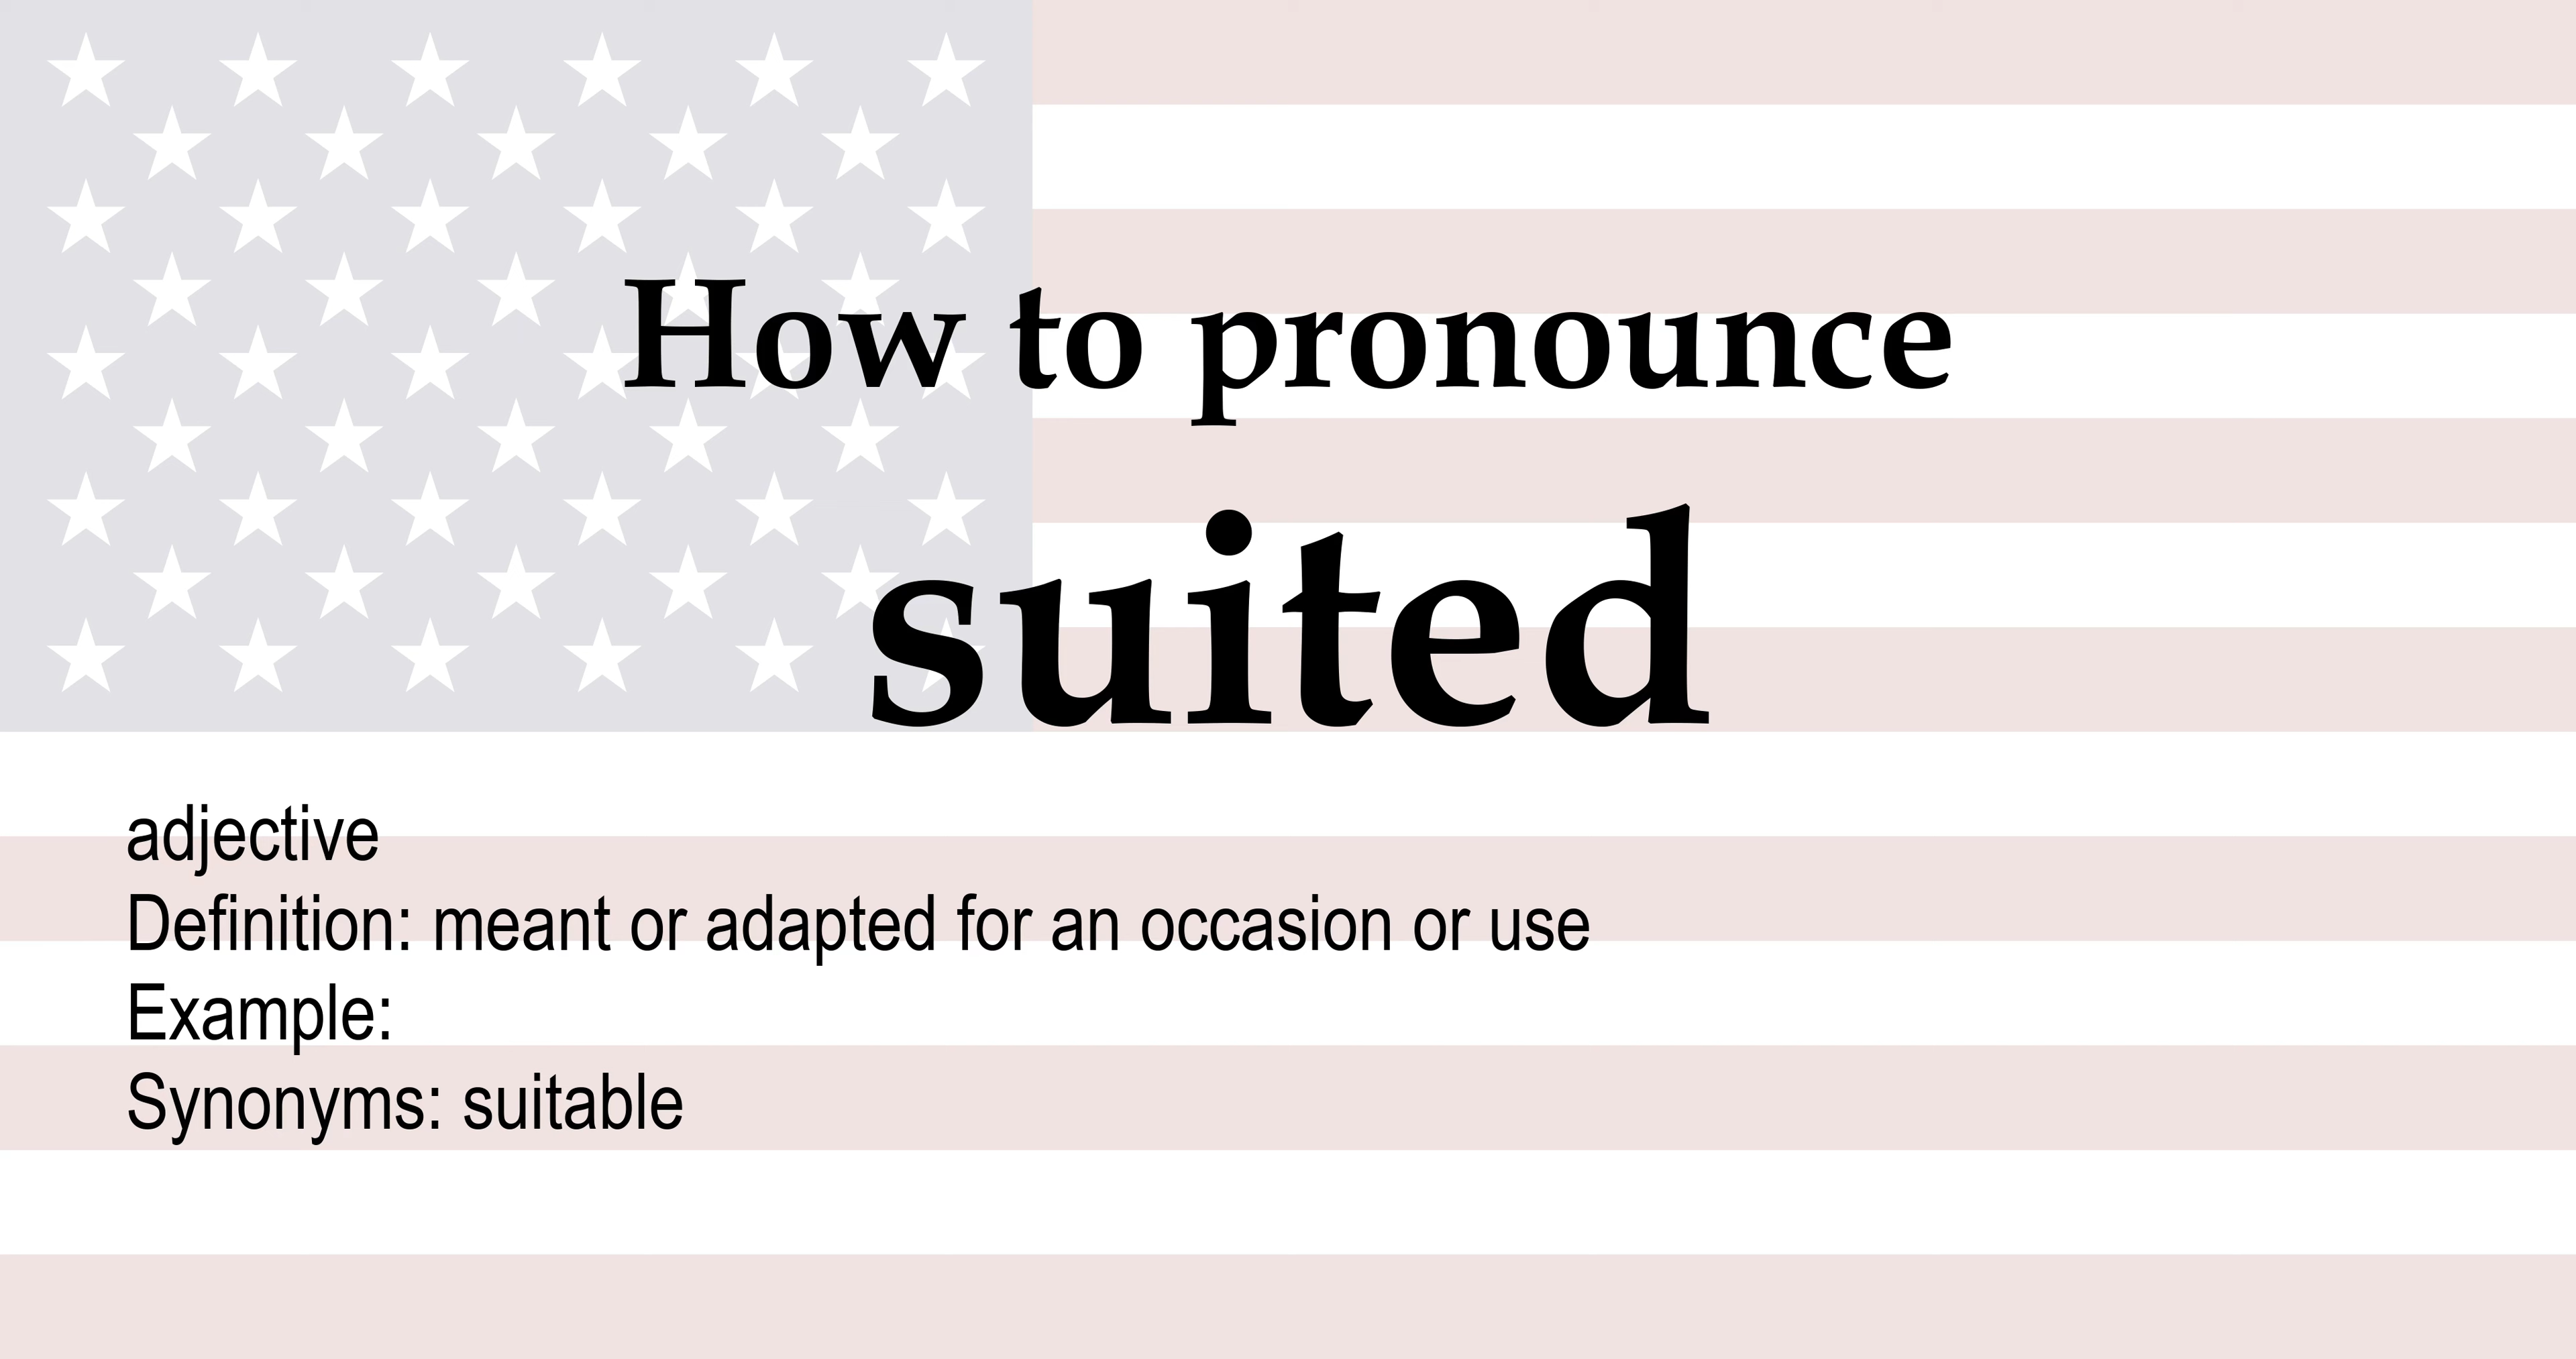 How to pronounce
suited
adjective
Definition: meant or adapted for an occasion or use
Example:
Synonyms: suitable